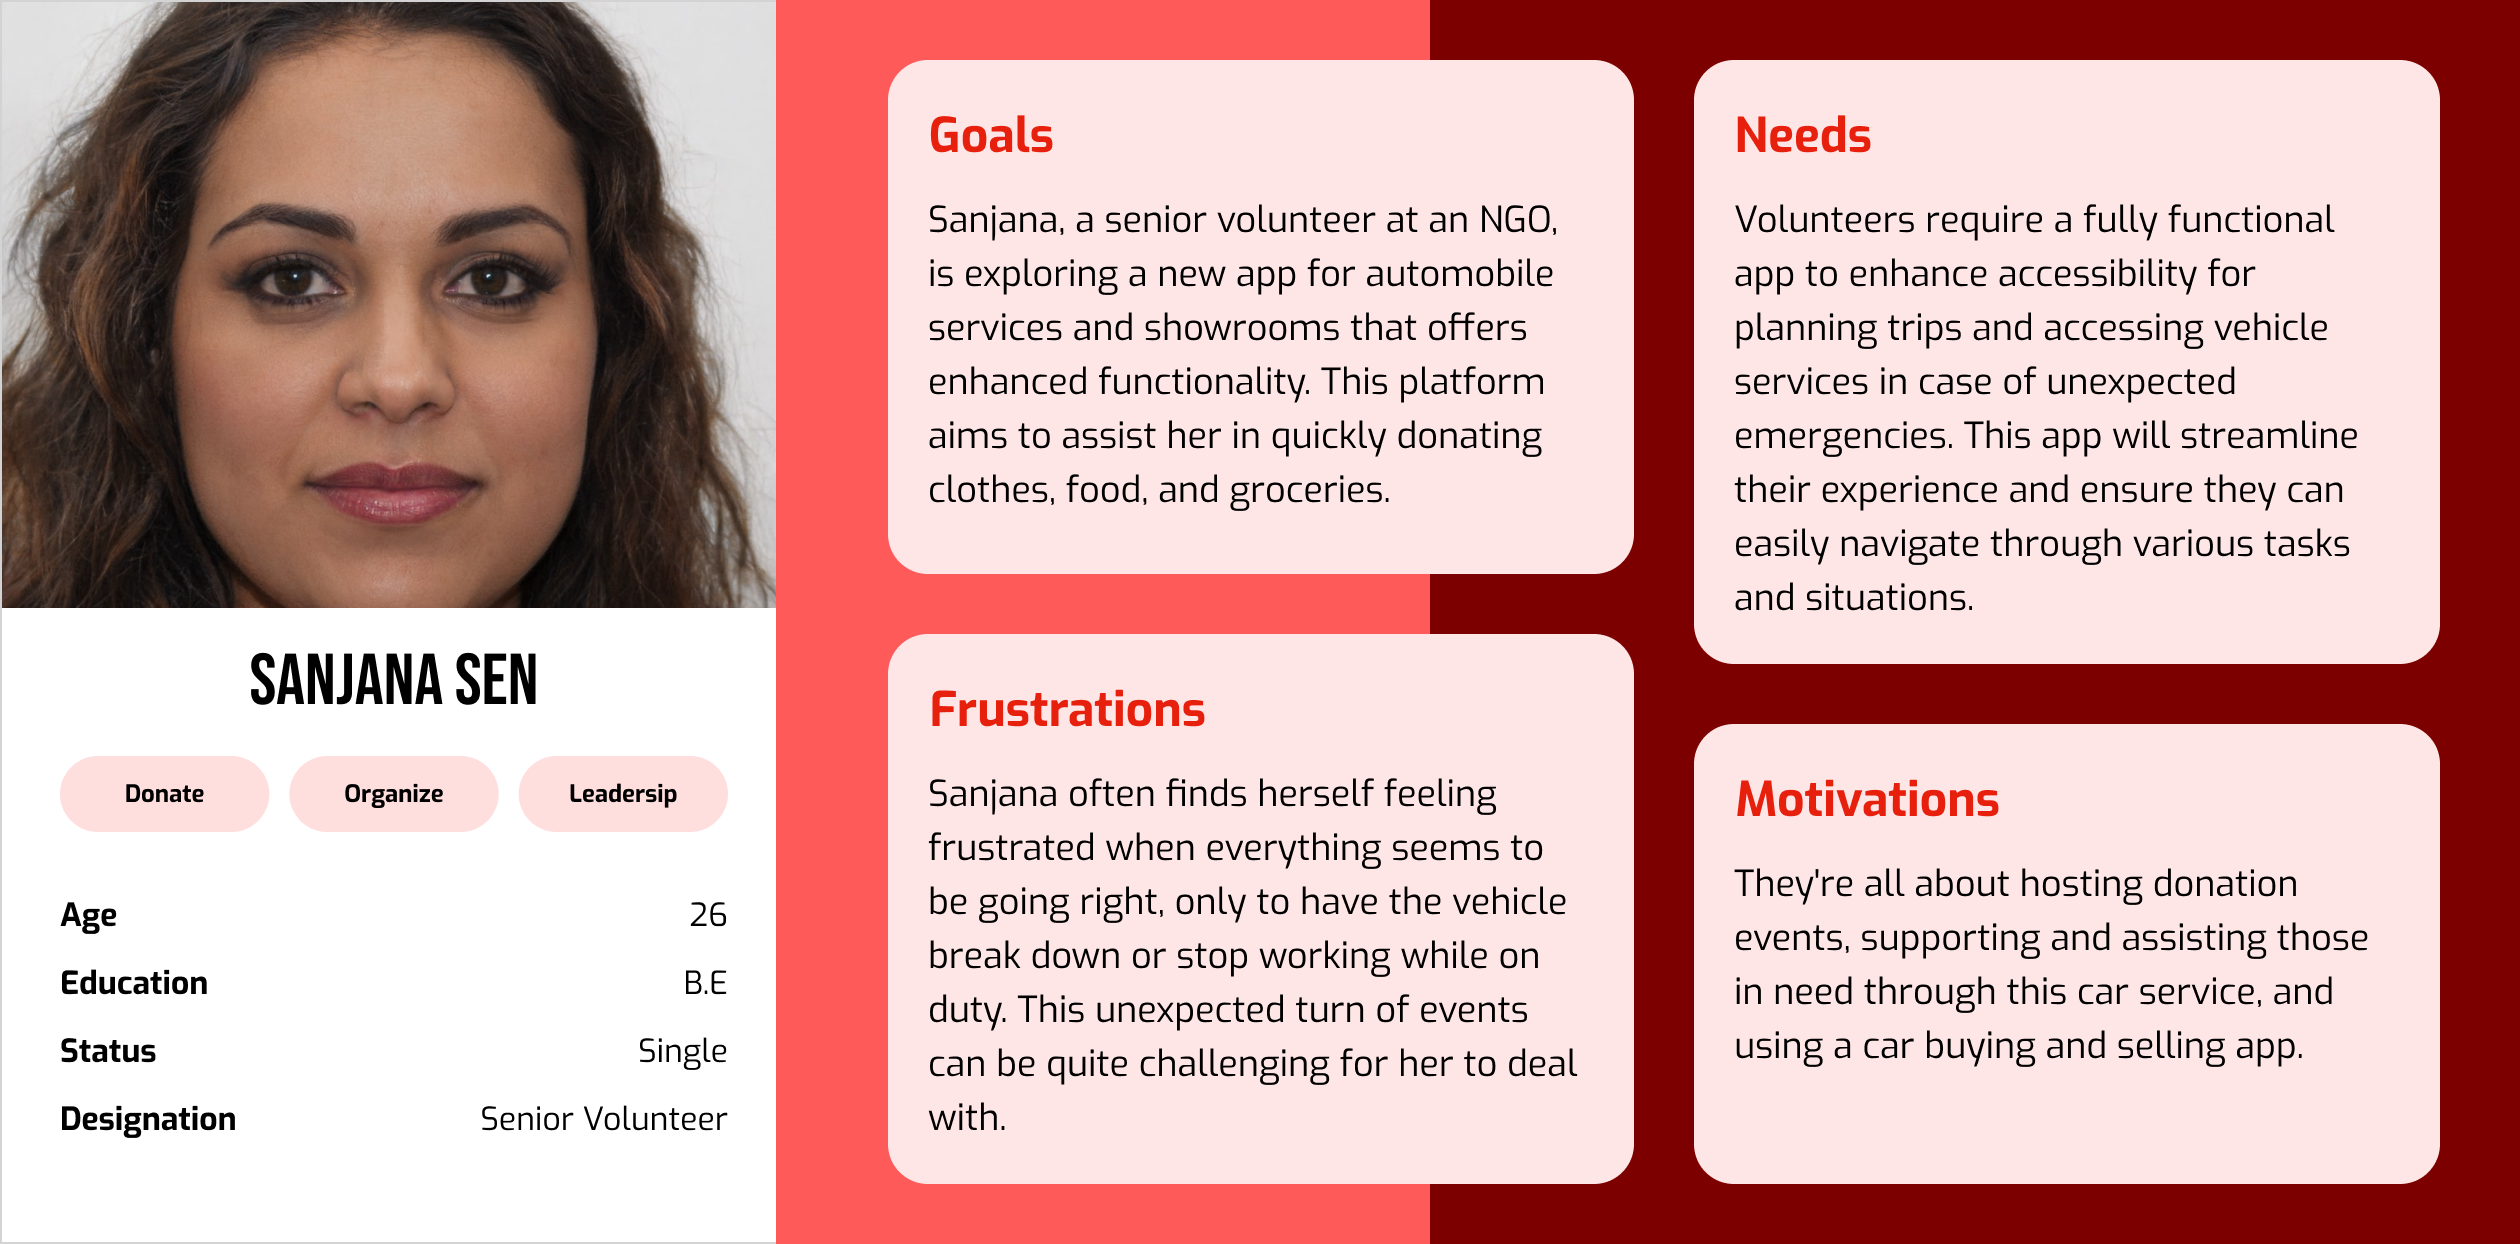 SANJANA SEN
Donate
Organize
Leadersip
Age 26
Education B.E
Status Single
Designation Senior Volunteer
Goals
Sanjana, a senior volunteer at an NGO,
is exploring a new app for automobile
services and showrooms that offers
enhanced functionality. This platform
aims to assist her in quickly donating
clothes, food, and groceries.
Frustrations
Sanjana often finds herself feeling
frustrated when everything seems to
be going right, only to have the vehicle
break down or stop working while on
duty. This unexpected turn of events
can be quite challenging for her to deal
with.
Needs
Volunteers require a fully functional
app to enhance accessibility for
planning trips and accessing vehicle
services in case of unexpected
emergencies. This app will streamline
their experience and ensure they can
easily navigate through various tasks
and situations.
Motivations
They're all about hosting donation
events, supporting and assisting those
in need through this car service, and
using a car buying and selling app.